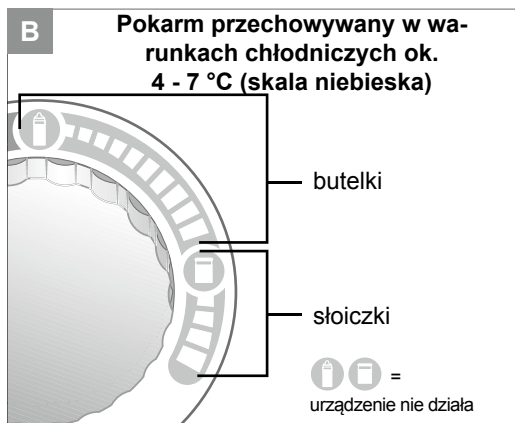 B
Pokarm przechowywany w wa-
runkach chłodniczych ok.
4 - 7 °C (skala niebieska)
butelki
słoiczki
=
urządzenie nie działa